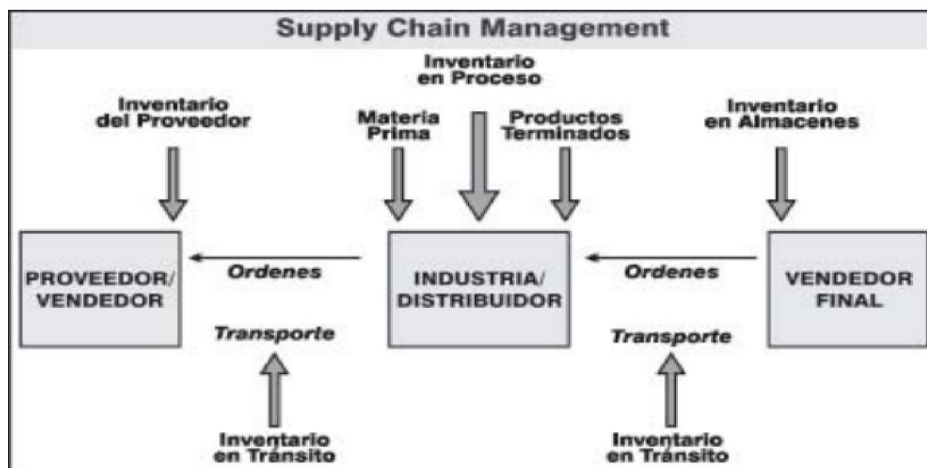 Supply Chain Management
Inventario
en Proceso
Inventario
del Proveedor
Materia
Prima
Productos
Terminados
Inventario
en Almacenes
PROVEEDOR/
VENDEDOR
Ordenes
INDUSTRIA/
DISTRIBUIDOR
Ordenes
VENDEDOR
FINAL
Transporte
Transporte
Inventario
en Tránsito
Inventario
en Tránsito